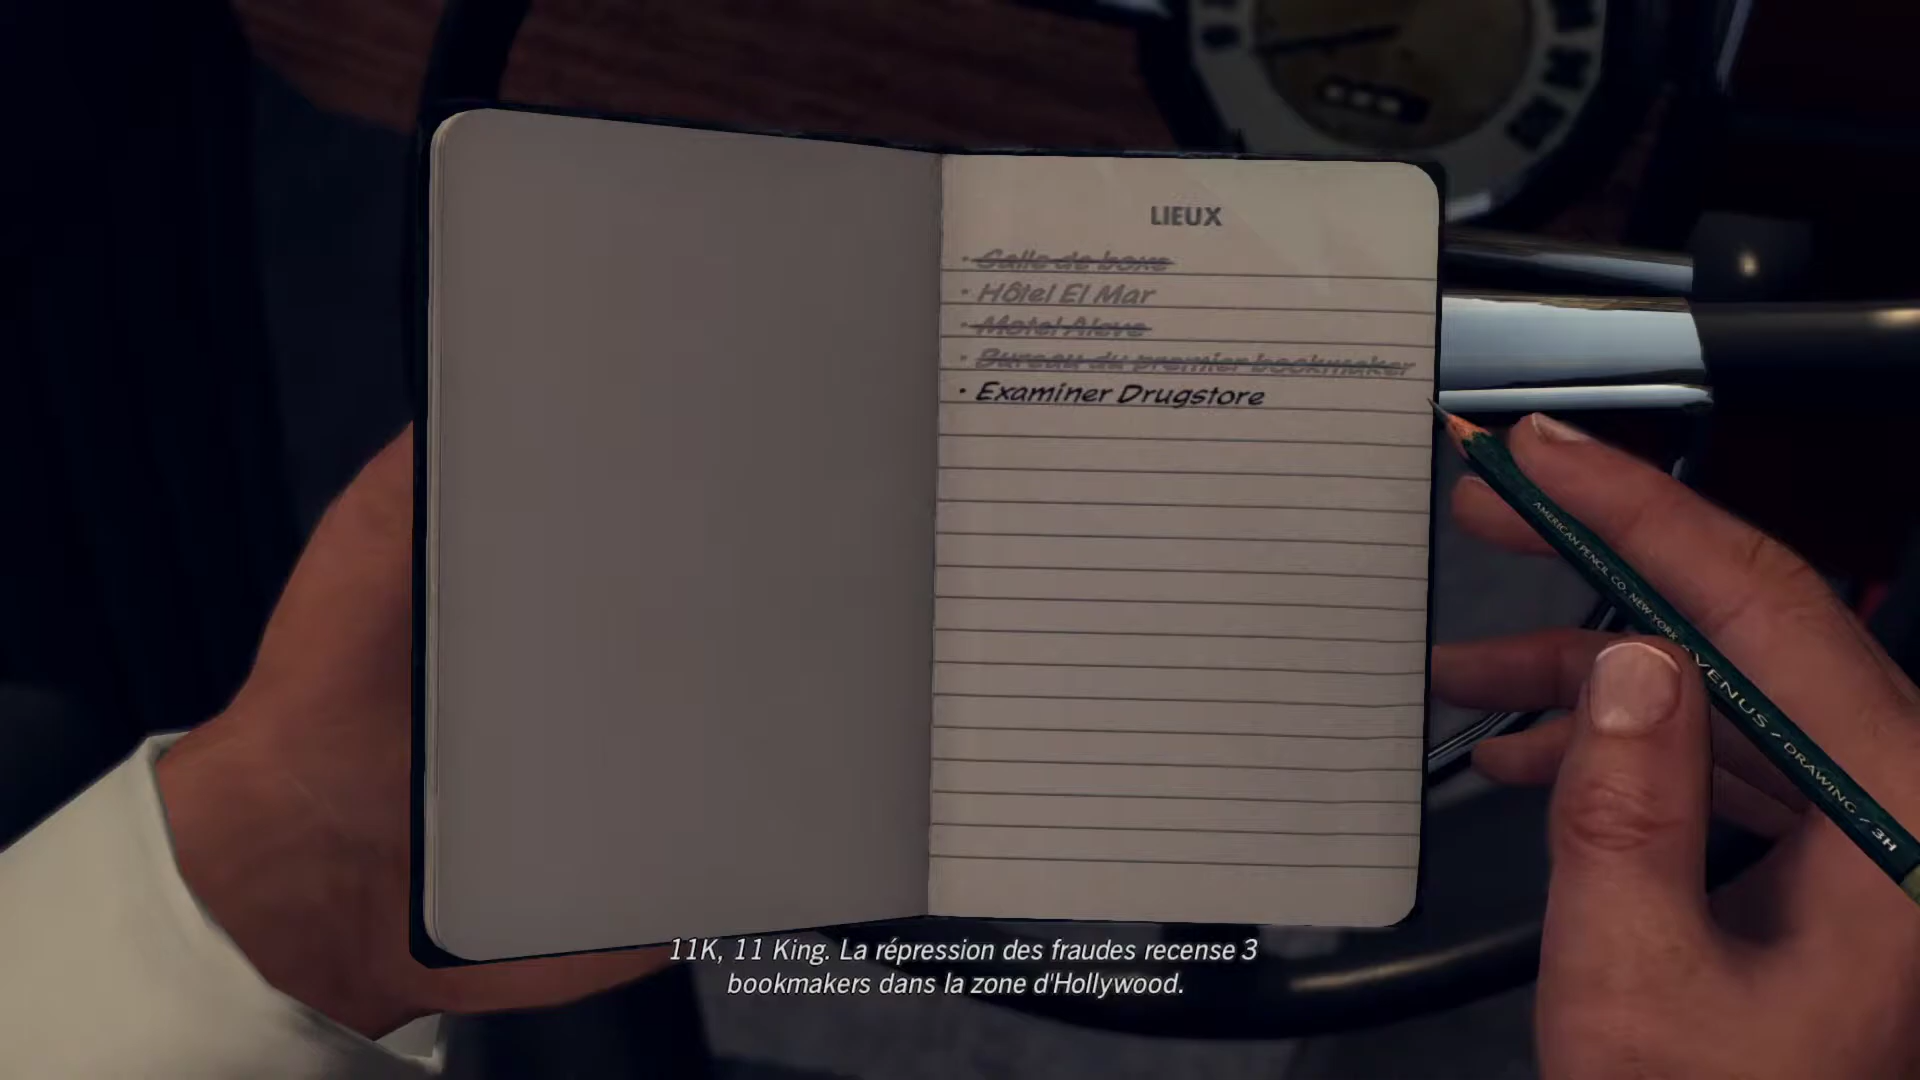 LIEUX
· Salle de boxe
· Hôtel El Mar
· Motel Aleve
· Bureau du premier bookmaker
· Examiner Drugstore
AMERICAN PENCIL CO. NEW YORK VENUS / DRAWING / 3H
11K, 11 King. La répression des fraudes recense 3
bookmakers dans la zone d'Hollywood.